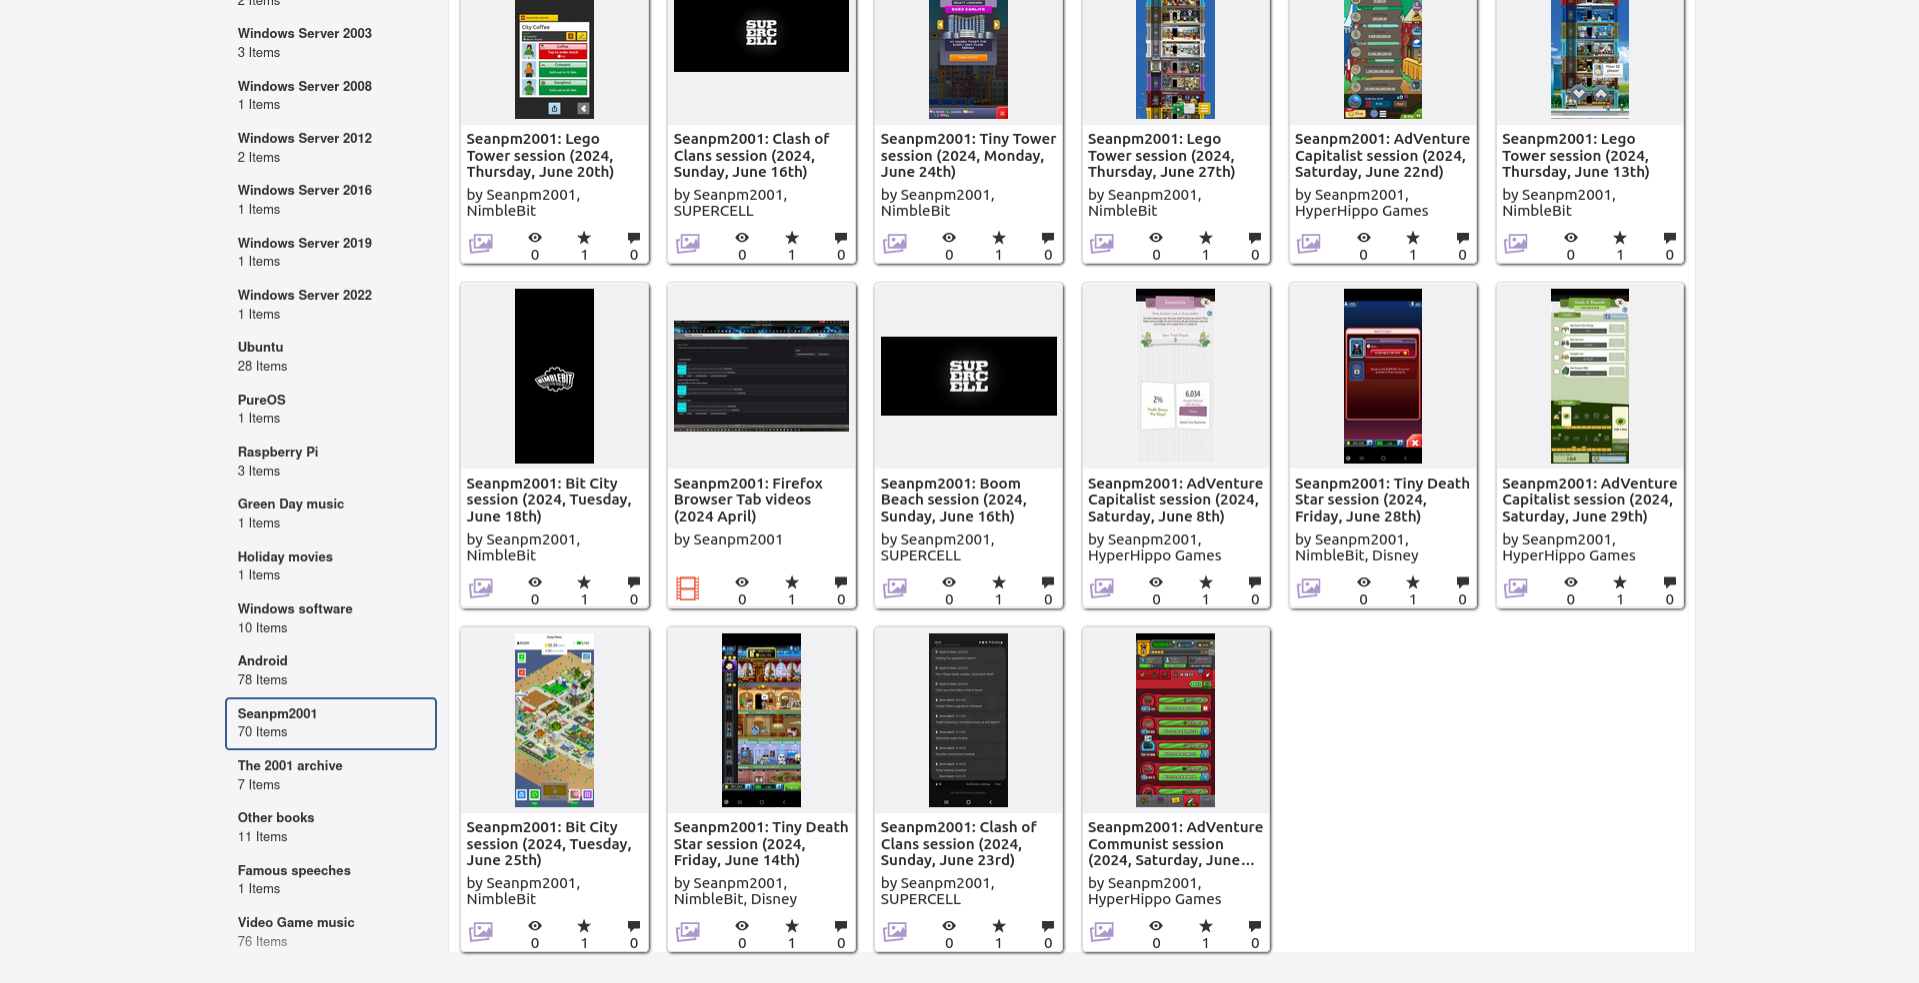 2 Items
Windows Server 2003
3 Items
Windows Server 2008
1 Items
Windows Server 2012
2 Items
Windows Server 2016
1 Items
Windows Server 2019
1 Items
Windows Server 2022
1 Items
Ubuntu
28 Items
PureOS
1 Items
Raspberry Pi
3 Items
Green Day music
1 Items
Holiday movies
1 Items
Windows software
10 Items
Android
78 Items
Seanpm2001
70 Items
The 2001 archive
7 Items
Other books
11 Items
Famous speeches
1 Items
Video Game music
76 Items
City Coffee
Coffee
Croissant
Doughnut
Seanpm2001: Lego
Tower session (2024,
Thursday, June 20th)
by Seanpm2001,
NimbleBit
0 1 0
SUP
ERC
ELL
Seanpm2001: Clash of
Clans session (2024,
Sunday, June 16th)
by Seanpm2001,
SUPERCELL
0 1 0
Seanpm2001: Tiny Tower
session (2024, Monday,
June 24th)
by Seanpm2001,
NimbleBit
0 1 0
Seanpm2001: Lego
Tower session (2024,
Thursday, June 27th)
by Seanpm2001,
NimbleBit
0 1 0
Seanpm2001: AdVenture
Capitalist session (2024,
Saturday, June 22nd)
by Seanpm2001,
HyperHippo Games
0 1 0
Seanpm2001: Lego
Tower session (2024,
Thursday, June 13th)
by Seanpm2001,
NimbleBit
0 1 0
NIMBLEBIT
Seanpm2001: Bit City
session (2024, Tuesday,
June 18th)
by Seanpm2001,
NimbleBit
0 1 0
Seanpm2001: Firefox
Browser Tab videos
(2024 April)
by Seanpm2001
0 1 0
SUP
ERC
ELL
Seanpm2001: Boom
Beach session (2024,
Sunday, June 16th)
by Seanpm2001,
SUPERCELL
0 1 0
2%
6,034
Seanpm2001: AdVenture
Capitalist session (2024,
Saturday, June 8th)
by Seanpm2001,
HyperHippo Games
0 1 0
Seanpm2001: Tiny Death
Star session (2024,
Friday, June 28th)
by Seanpm2001,
NimbleBit, Disney
0 1 0
Seanpm2001: AdVenture
Capitalist session (2024,
Saturday, June 29th)
by Seanpm2001,
HyperHippo Games
0 1 0
Seanpm2001: Bit City
session (2024, Tuesday,
June 25th)
by Seanpm2001,
NimbleBit
0 1 0
Seanpm2001: Tiny Death
Star session (2024,
Friday, June 14th)
by Seanpm2001,
NimbleBit, Disney
0 1 0
Seanpm2001: Clash of
Clans session (2024,
Sunday, June 23rd)
by Seanpm2001,
SUPERCELL
0 1 0
Seanpm2001: AdVenture
Communist session
(2024, Saturday, June...
by Seanpm2001,
HyperHippo Games
0 1 0